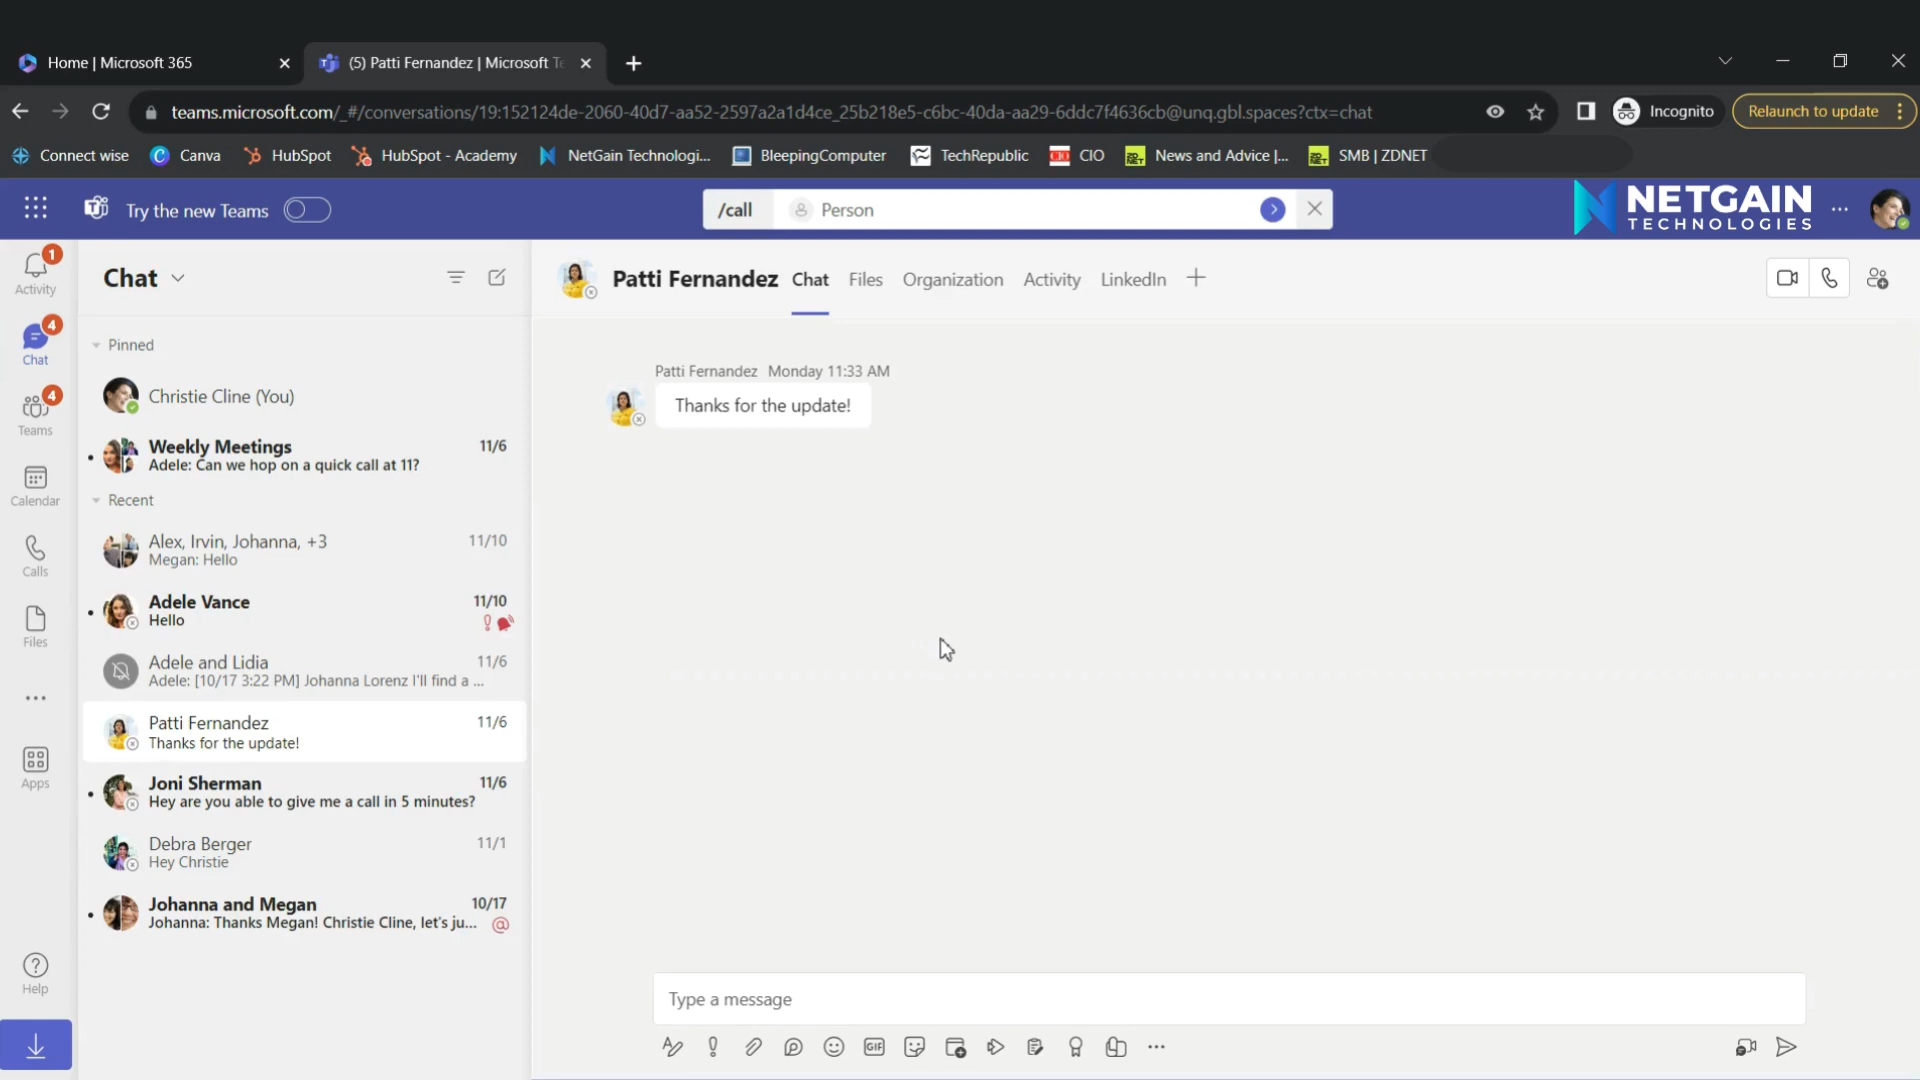 Home | Microsoft 365
(5) Patti Fernandez | Microsoft Te
teams.microsoft.com/_#/conversations/19:152124de-2060-40d7-aa52-2597a2a1d4ce_25b218e5-c6bc-40da-aa29-6ddc7f4636cb@unq.gbl.spaces?ctx=chat
Incognito
Relaunch to update
Connect wise
Canva
HubSpot
HubSpot - Academy
NetGain Technologi...
BleepingComputer
TechRepublic
CIO
News and Advice |...
SMB | ZDNET
Try the new Teams
/call
Person
NETGAIN
TECHNOLOGIES
1
Activity
4
Chat
4
Teams
Calendar
Calls
Files
Apps
Help
Chat
Pinned
Christie Cline (You)
Weekly Meetings 11/6
Adele: Can we hop on a quick call at 11?
Recent
Alex, Irvin, Johanna, +3 11/10
Megan: Hello
Adele Vance 11/10
Hello
Adele and Lidia 11/6
Adele: [10/17 3:22 PM] Johanna Lorenz I'll find a ...
Patti Fernandez 11/6
Thanks for the update!
Joni Sherman 11/6
Hey are you able to give me a call in 5 minutes?
Debra Berger 11/1
Hey Christie
Johanna and Megan 10/17
Johanna: Thanks Megan! Christie Cline, let's ju...
Patti Fernandez
Chat
Files
Organization
Activity
LinkedIn
Patti Fernandez Monday 11:33 AM
Thanks for the update!
Type a message
GIF